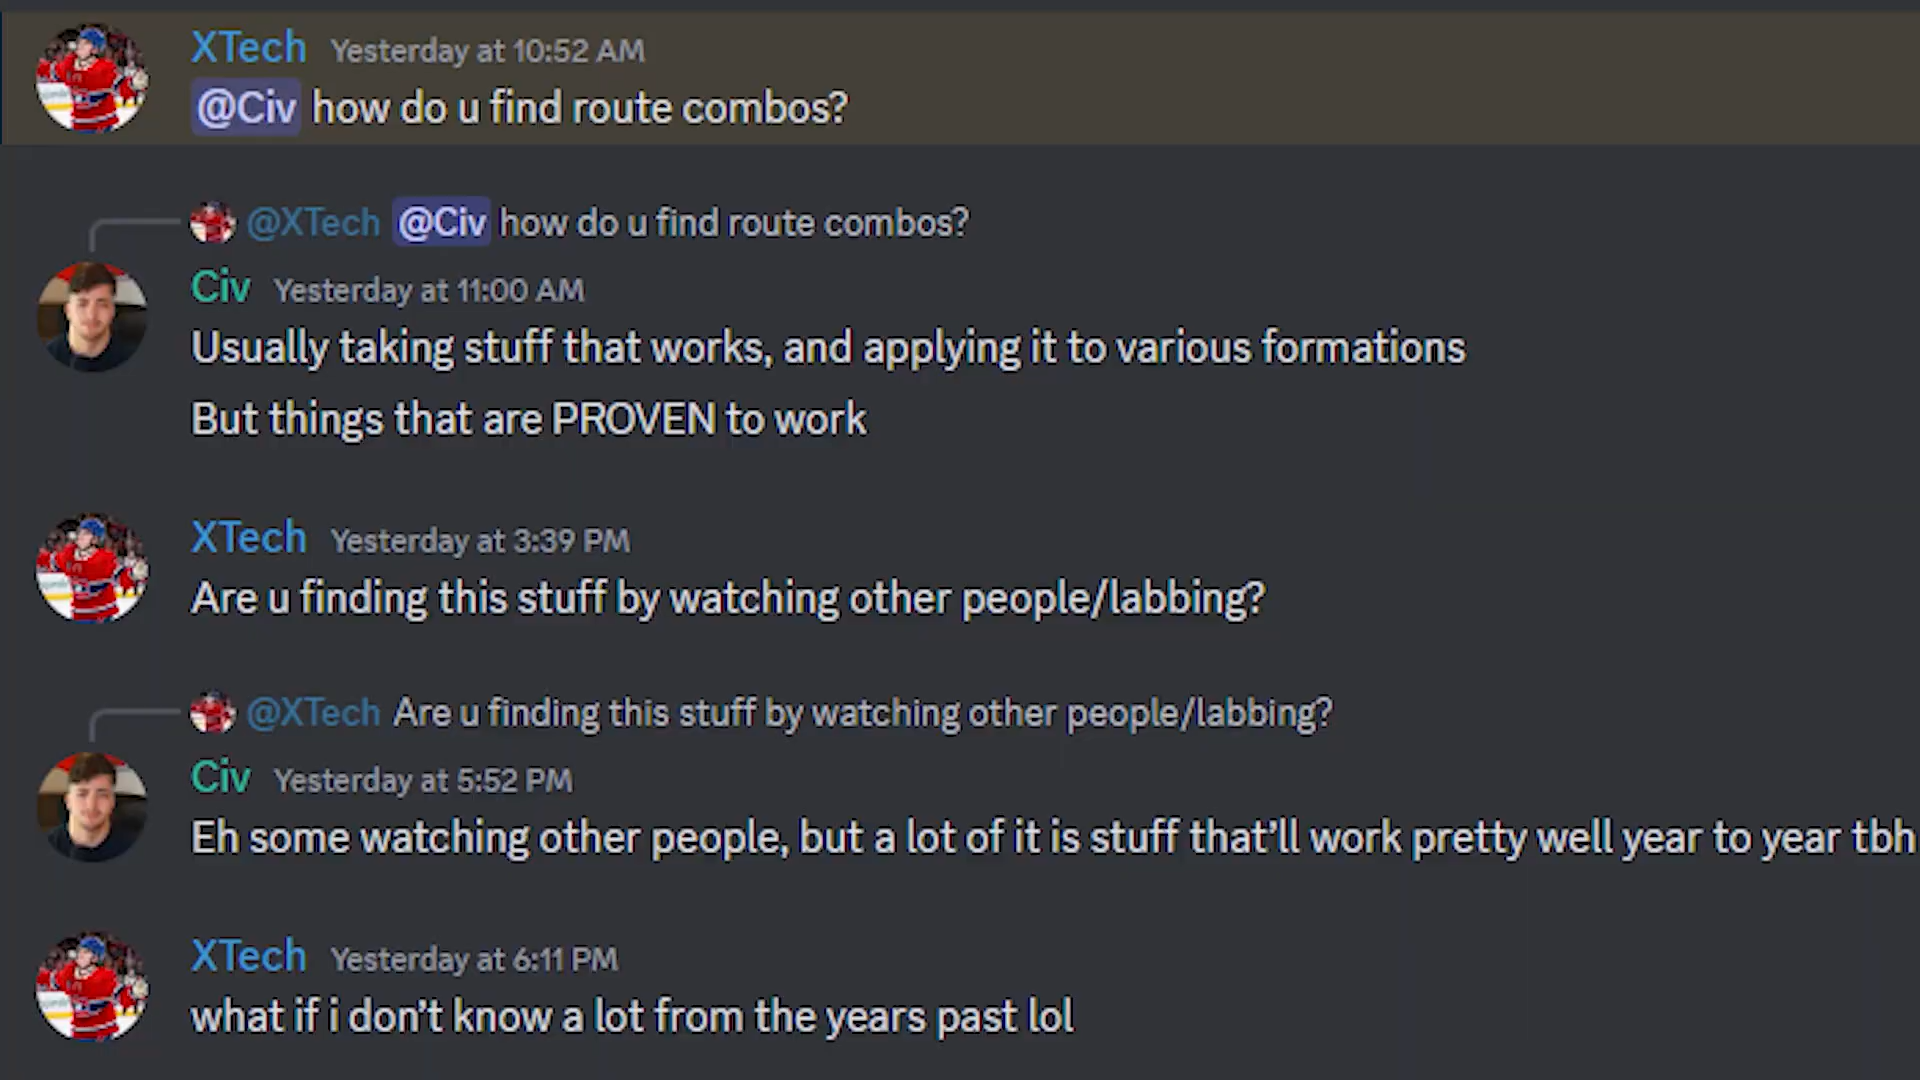 XTech Yesterday at 10:52 AM
@Civ how do u find route combos?
@XTech @Civ how do u find route combos?
Civ Yesterday at 11:00 AM
Usually taking stuff that works, and applying it to various formations
But things that are PROVEN to work
XTech Yesterday at 3:39 PM
Are u finding this stuff by watching other people/labbing?
@XTech Are u finding this stuff by watching other people/labbing?
Civ Yesterday at 5:52 PM
Eh some watching other people, but a lot of it is stuff that’ll work pretty well year to year tbh
XTech Yesterday at 6:11 PM
what if i don’t know a lot from the years past lol